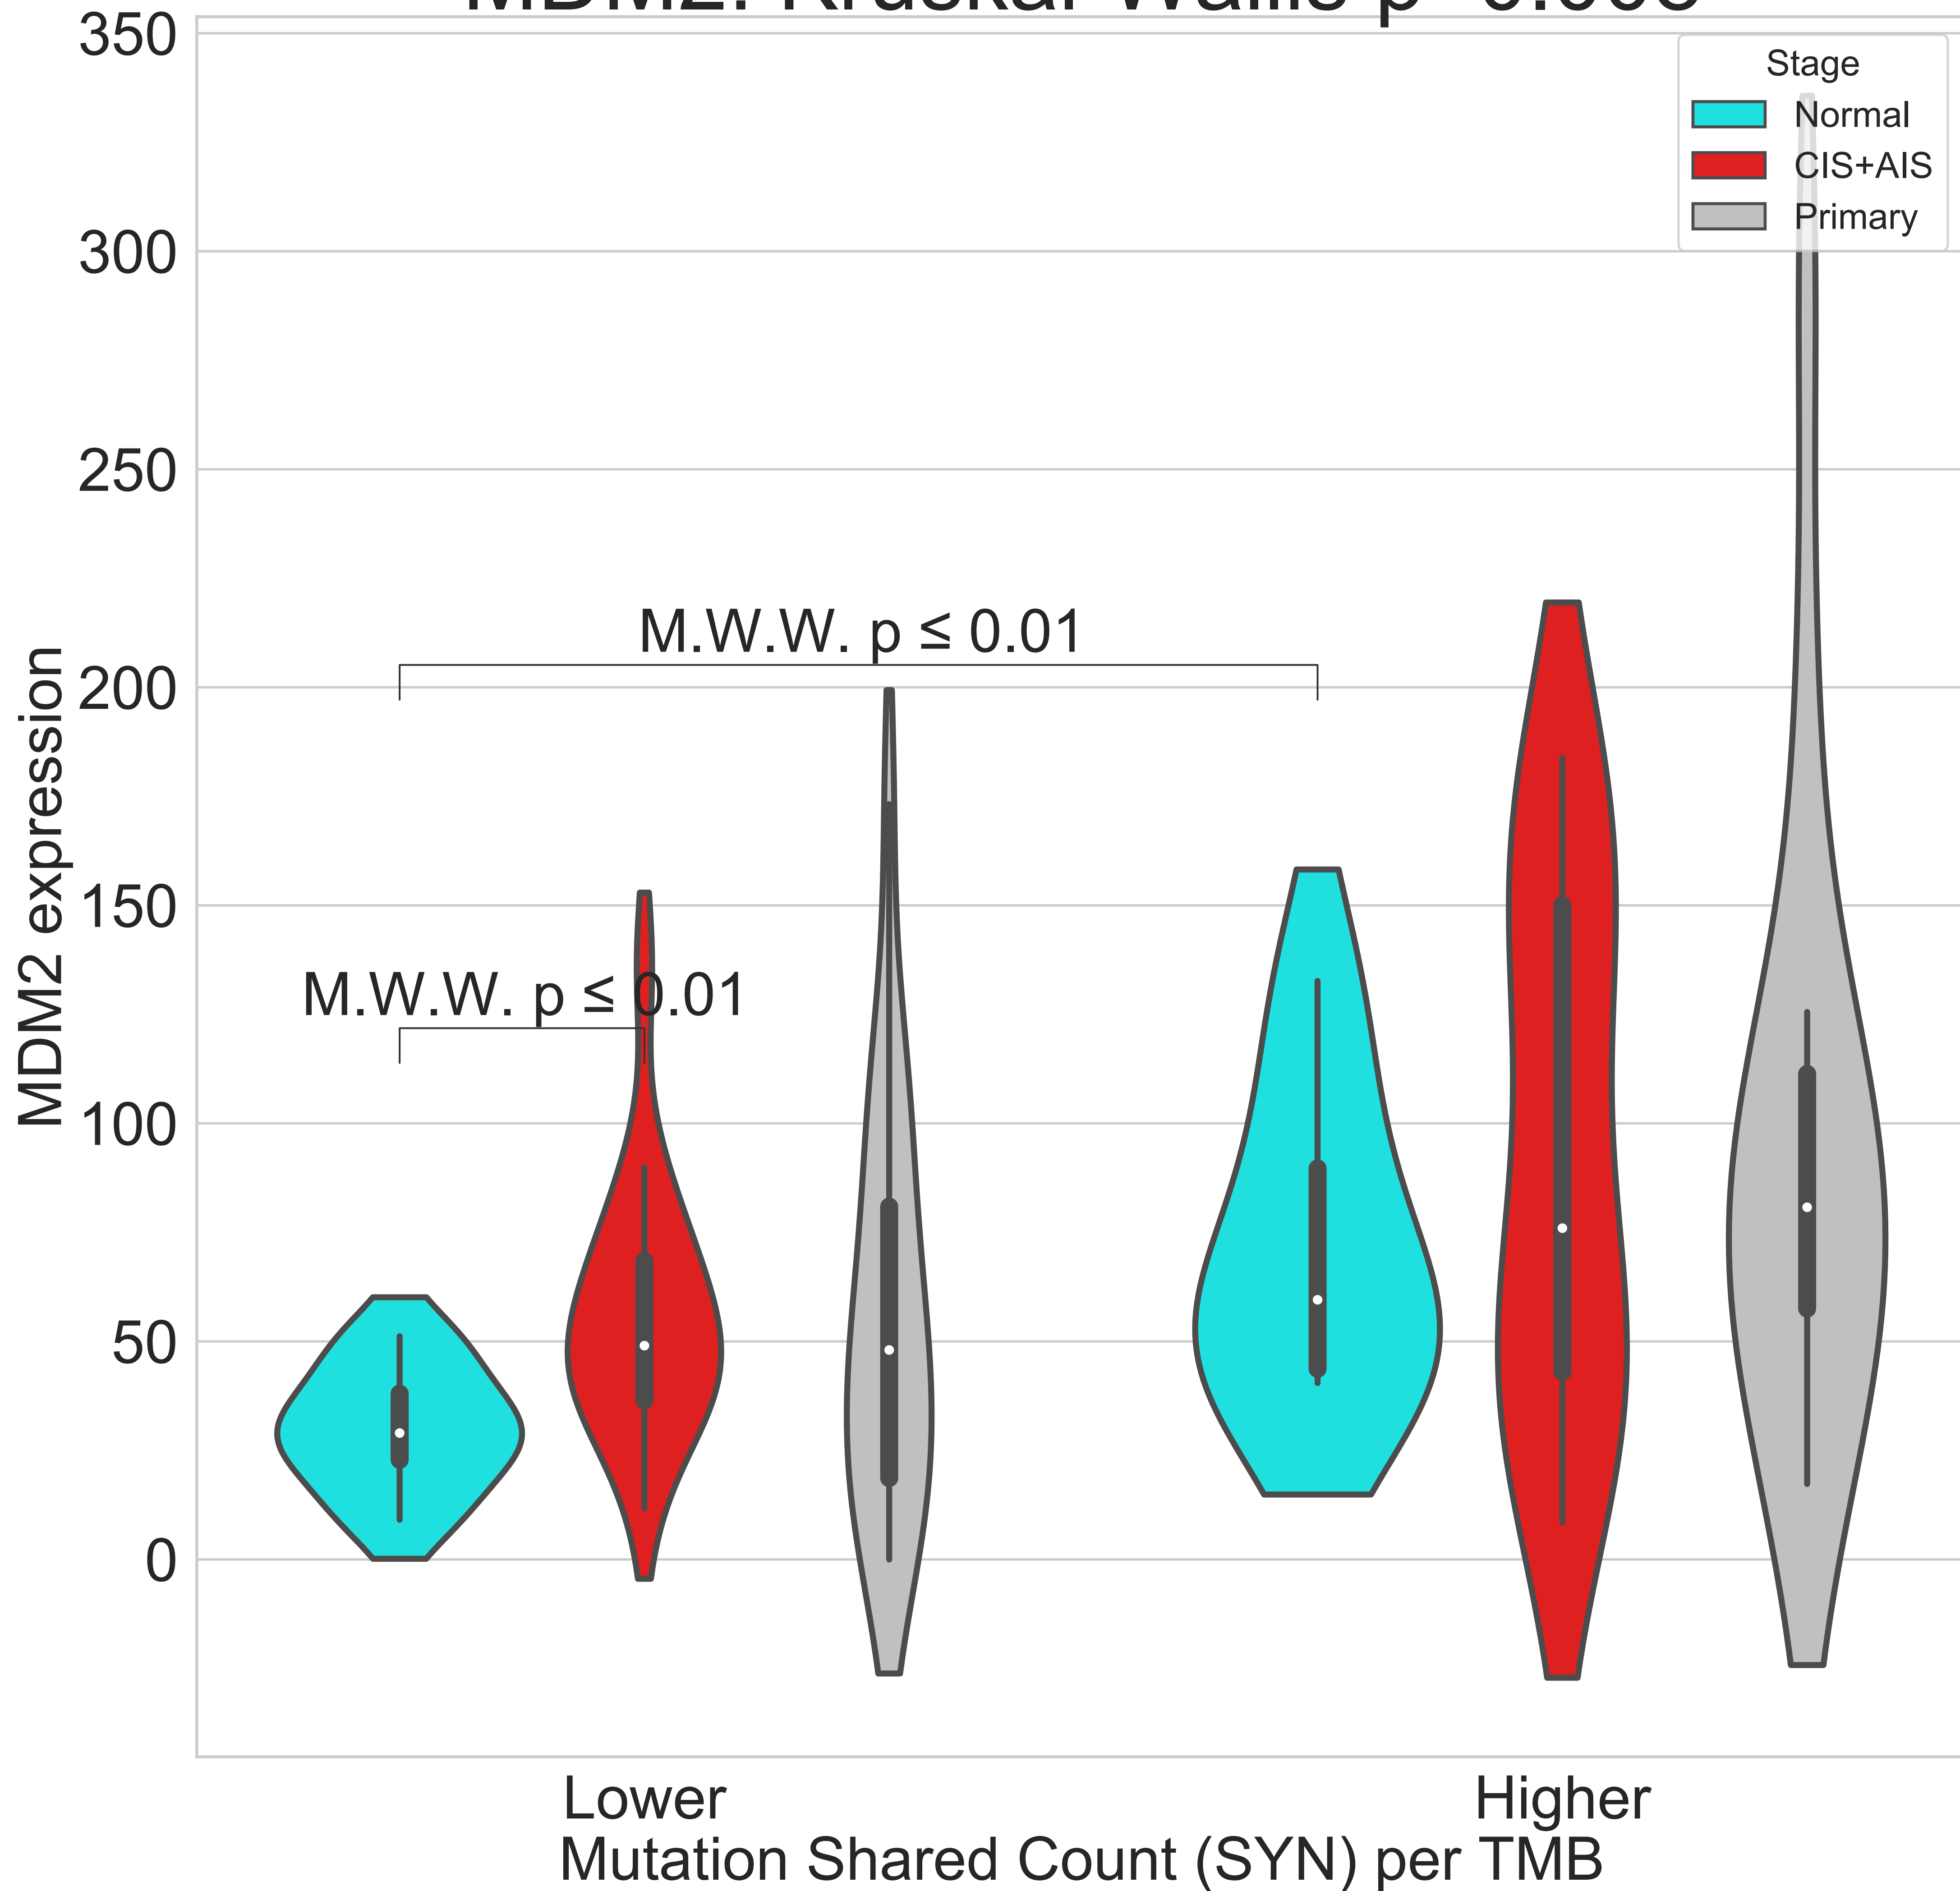 350
300
250
200
150
100
50
0
MDM2 expression
Stage
Normal
CIS+AIS
Primary
M.W.W. p ≤ 0.01
M.W.W. p ≤ 0.01
Lower
Higher
Mutation Shared Count (SYN) per TMB